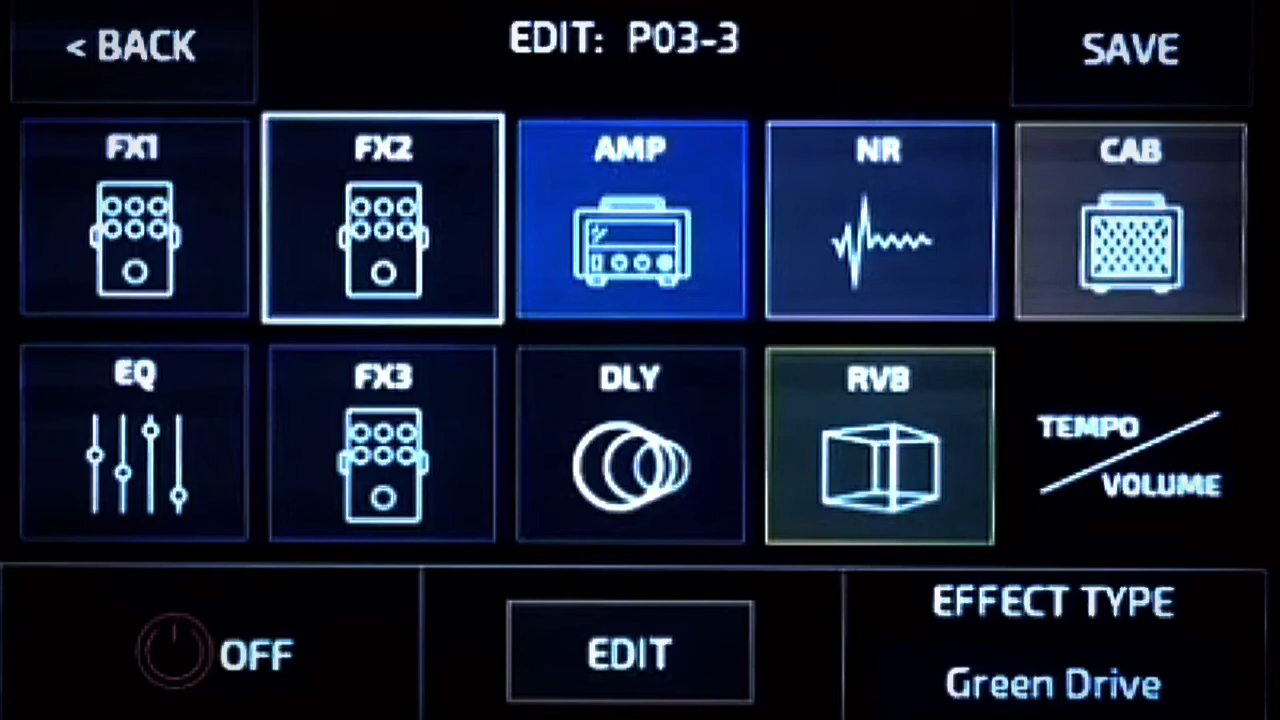 < BACK
EDIT: P03-3
SAVE
FX1
FX2
AMP
NR
CAB
EQ
FX3
DLY
RVB
TEMPO
VOLUME
OFF
EDIT
EFFECT TYPE
Green Drive